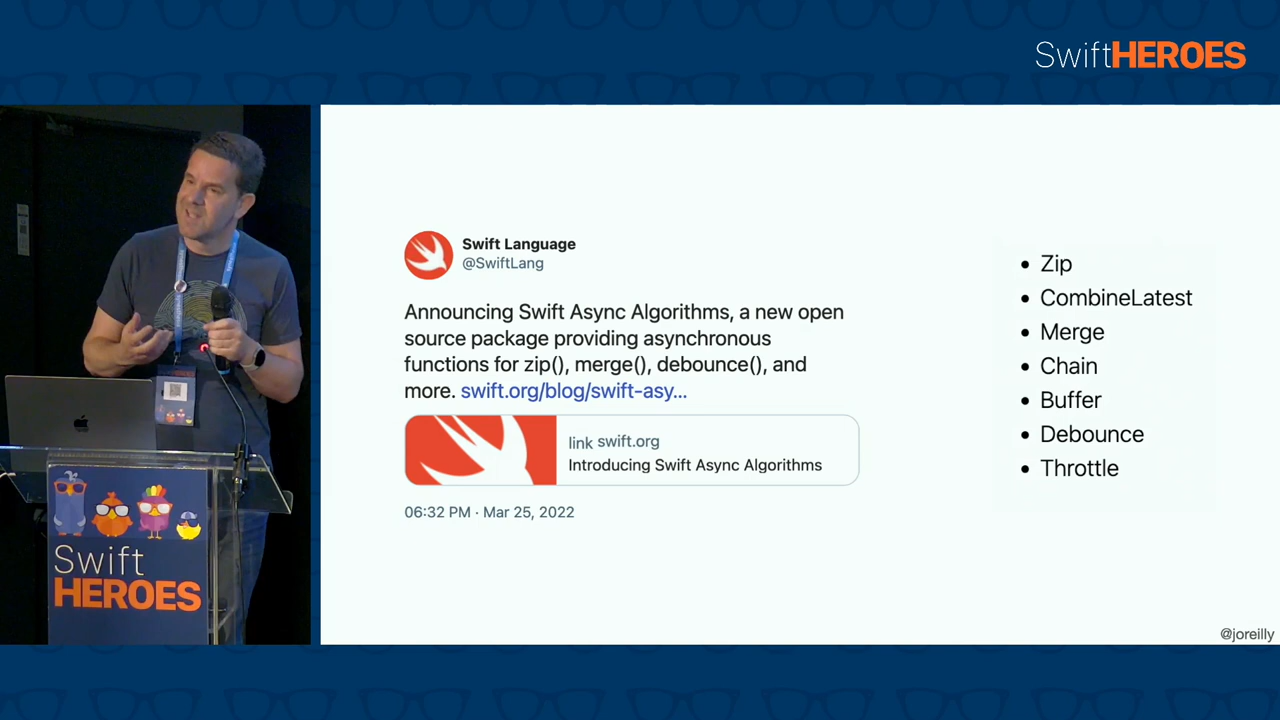 SwiftHEROES
Swift Language
@SwiftLang
Announcing Swift Async Algorithms, a new open
source package providing asynchronous
functions for zip(), merge(), debounce(), and
more. swift.org/blog/swift-asy...
link swift.org
Introducing Swift Async Algorithms
06:32 PM · Mar 25, 2022
• Zip
• CombineLatest
• Merge
• Chain
• Buffer
• Debounce
• Throttle
@joreilly
Swift
HEROES